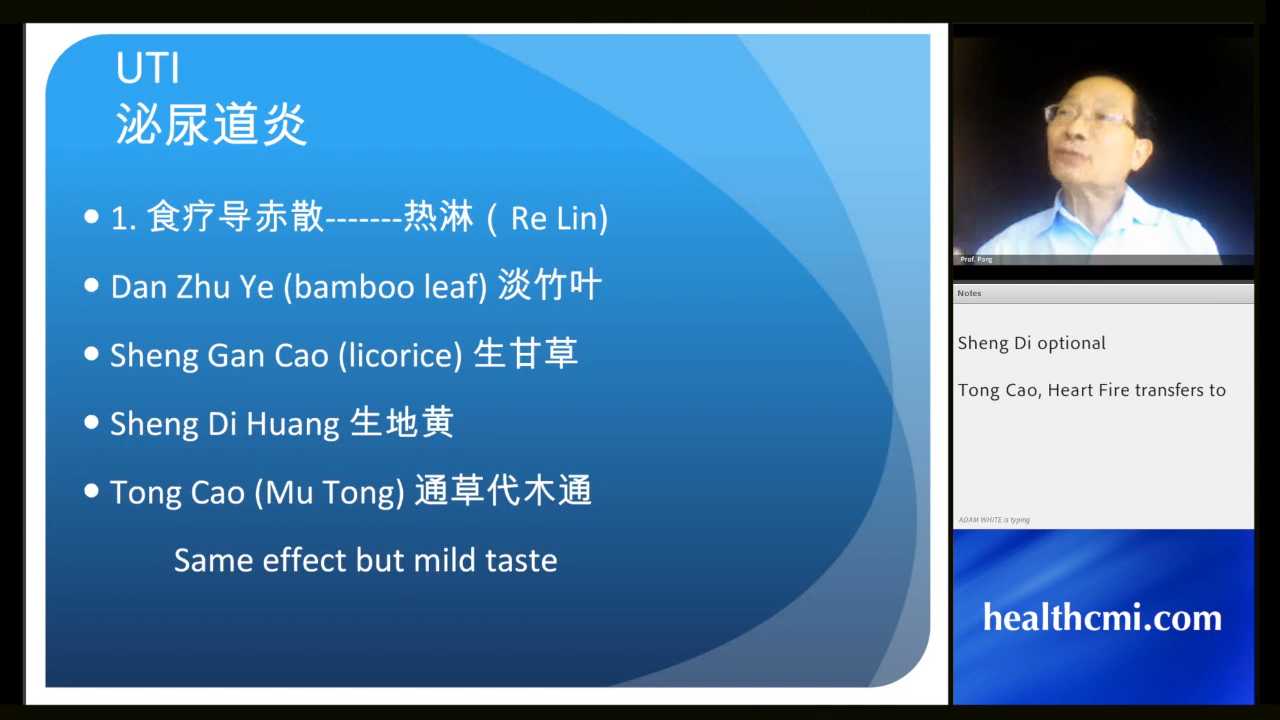 UTI
泌尿道炎
• 1. 食疗导赤散-------热淋 ( Re Lin)
• Dan Zhu Ye (bamboo leaf) 淡竹叶
• Sheng Gan Cao (licorice) 生甘草
• Sheng Di Huang 生地黄
• Tong Cao (Mu Tong) 通草代木通
Same effect but mild taste
Prof. Pang
Notes
Sheng Di optional
Tong Cao, Heart Fire transfers to
ADAM WHITE is typing
healthcmi.com